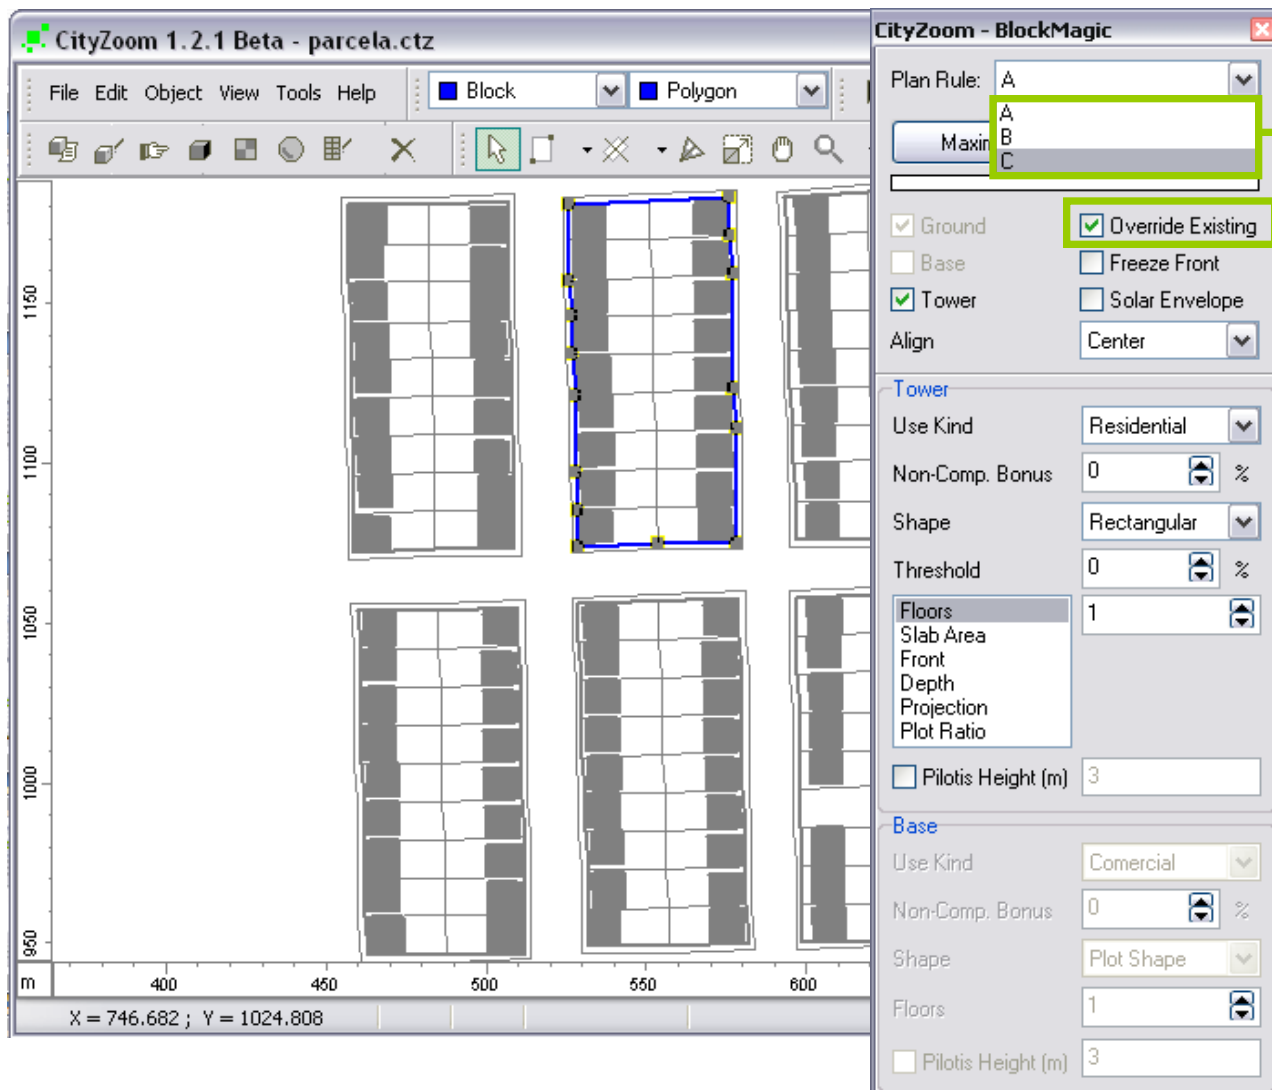 CityZoom 1.2.1 Beta - parcela.ctz
File Edit Object View Tools Help
Block
Polygon
1150
1100
1050
1000
950
m 400 450 500 550 600
X = 746.682 ; Y = 1024.808
CityZoom - BlockMagic
Plan Rule: A
A
B
C
Ground
Override Existing
Base
Freeze Front
Tower
Solar Envelope
Align Center
Tower
Use Kind Residential
Non-Comp. Bonus 0 %
Shape Rectangular
Threshold 0 %
Floors 1
Slab Area
Front
Depth
Projection
Plot Ratio
Pilotis Height (m) 3
Base
Use Kind Comercial
Non-Comp. Bonus 0 %
Shape Plot Shape
Floors 1
Pilotis Height (m) 3